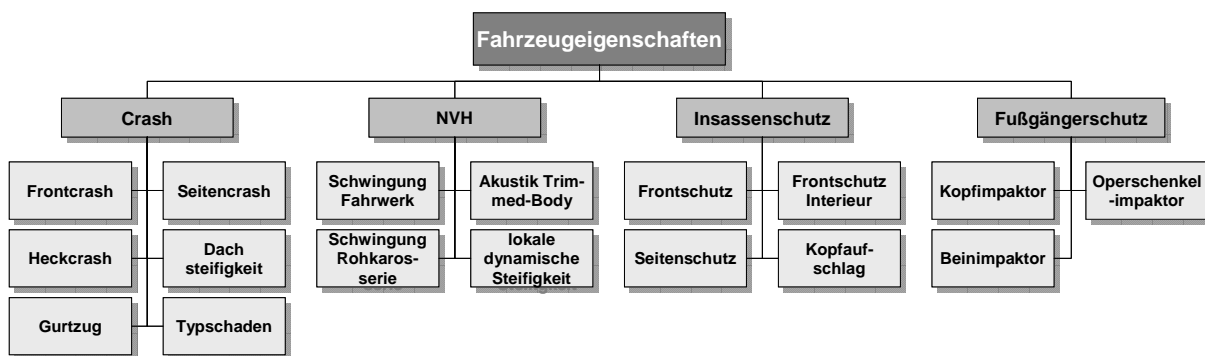 Fahrzeugeigenschaften
Crash
NVH
Insassenschutz
Fußgängerschutz
Frontcrash
Seitencrash
Schwingung
Fahrwerk
Akustik Trim-
med-Body
Frontschutz
Frontschutz
Interieur
Kopfimpaktor
Operschenkel
-impaktor
Heckcrash
Dach
steifigkeit
Schwingung
Rohkaros-
serie
lokale
dynamische
Steifigkeit
Seitenschutz
Kopfauf-
schlag
Beinimpaktor
Gurtzug
Typschaden